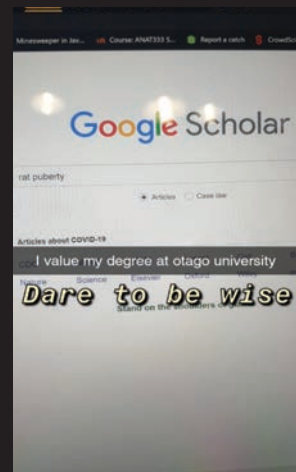 Minesweeper in Jav...
Course: ANAT333 S...
Report a catch
CrowdSci
Google Scholar
rat puberty
Articles
Case law
Articles about COVID-19
I value my degree at otago university
Nature
Science
Elsevier
Oxford
Wiley
Dare to be wise
Stand on the shoulders of